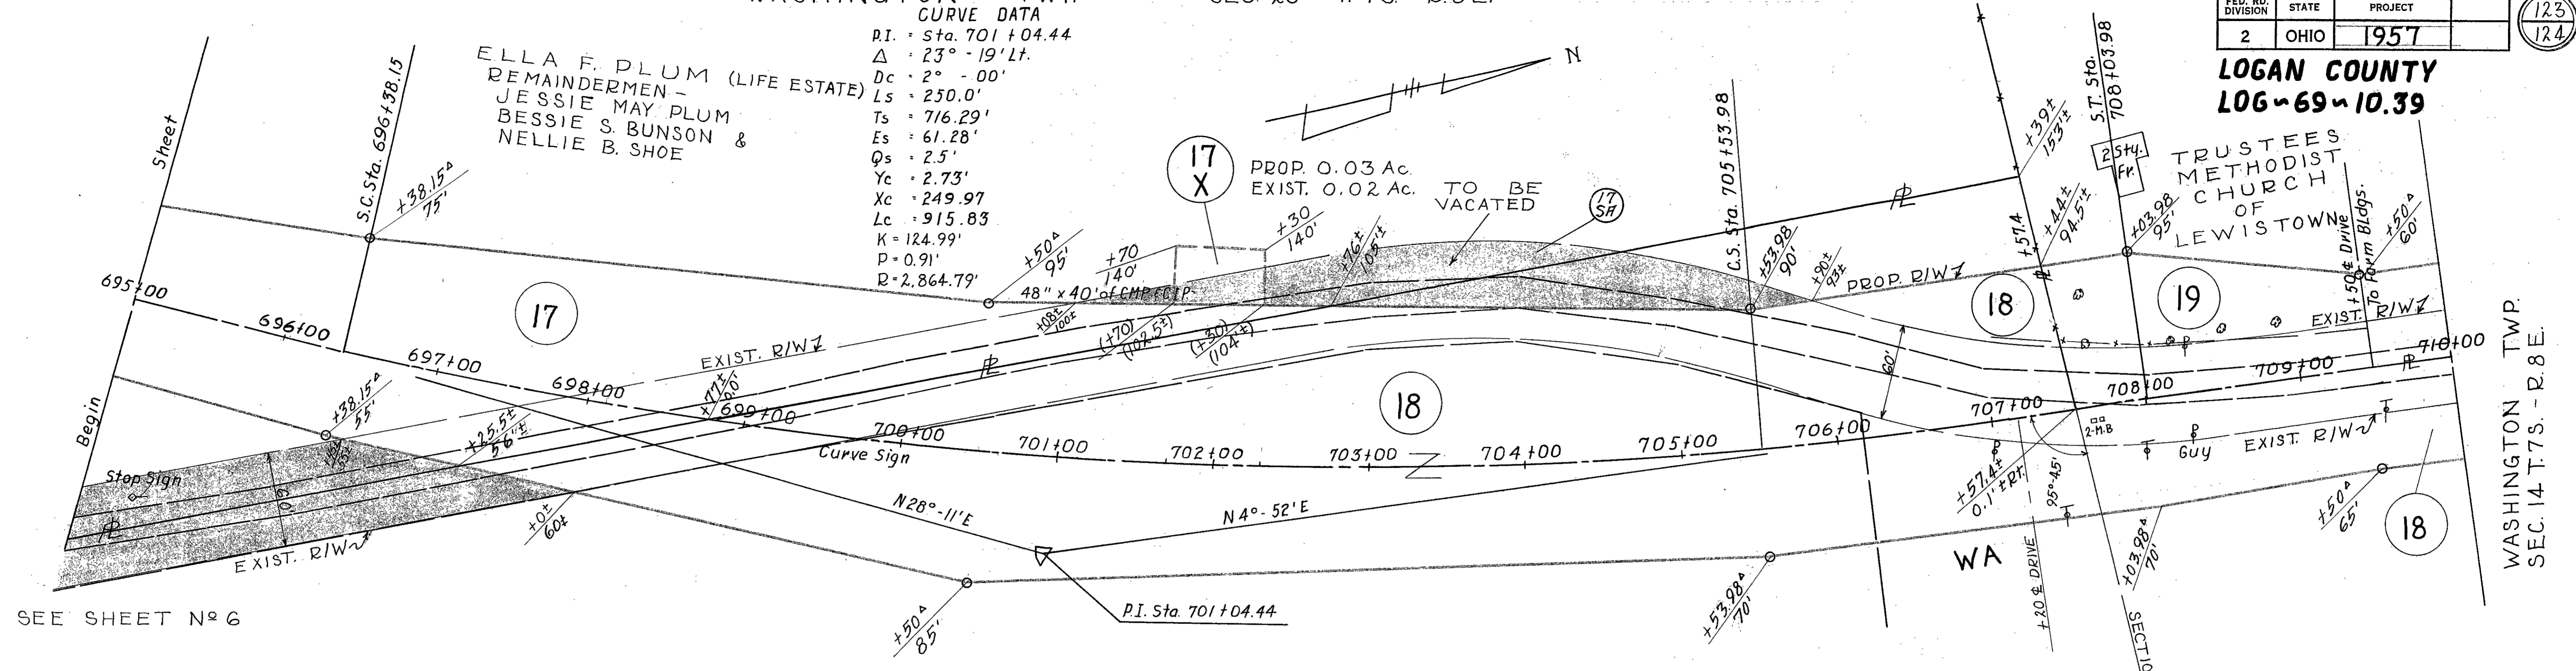 CURVE DATA
P.I. = Sta. 701 + 04.44
Δ = 23° - 19' Lt.
Dc = 2° - 00'
Ls = 250.0'
Ts = 716.29'
Es = 61.28'
Qs = 2.5'
Yc = 2.73'
Xc = 249.97
Lc = 915.83
K = 124.99'
P = 0.91'
R = 2,864.79'
FED. RD. DIVISION STATE PROJECT
2 OHIO 1957
123
124
LOGAN COUNTY
LOG~69~10.39
ELLA F. PLUM (LIFE ESTATE)
REMAINDERMEN -
JESSIE MAY PLUM
BESSIE S. BUNSON &
NELLIE B. SHOE
N
17
X
PROP. 0.03 Ac.
EXIST. 0.02 Ac.
TO BE
VACATED
17
SA
TRUSTEES
METHODIST
CHURCH
OF
LEWISTOWN
2 Sty.
Fr.
Sheet
Begin
S.C. Sta. 696+38.15
+38.15△
75'
+50△
95'
+70
140'
+30
140'
+76±
105'±
C.S. Sta. 705+53.98
+53.98
90'
+90±
93±
PROP. R/W
+57.4
+39±
153'±
+44±
94.5'±
S.T. Sta.
708+03.98
+03.98
95'
+50 ℄ Drive
To Farm Bldgs.
+50△
60'
48" x 40' of CMP & CIP
+08±
100±
(+70)
(102.5±)
(+30)
(104'±)
EXIST. R/W
EXIST. R/W
17
18
19
18
18
60'
60'
695+00
696+00
697+00
698+00
699+00
700+00
701+00
702+00
703+00
704+00
705+00
706+00
707+00
708+00
709+00
710+00
+38.15△
55'
+25.5±
56'±
+77±
0.0'
Stop Sign
Curve Sign
+0±
60±
EXIST. R/W
N 28° - 11' E
N 4° - 52' E
P.I. Sta. 701 + 04.44
+50△
85'
+53.98△
70'
WA
+57.4±
0.1'± Rt.
95°-45'
+20 ℄ DRIVE
2-M.B
Guy
EXIST. R/W
+03.98△
70'
+50△
65'
WASHINGTON TWP.
SEC. 14 T.7S. - R.8E.
SEE SHEET Nº 6